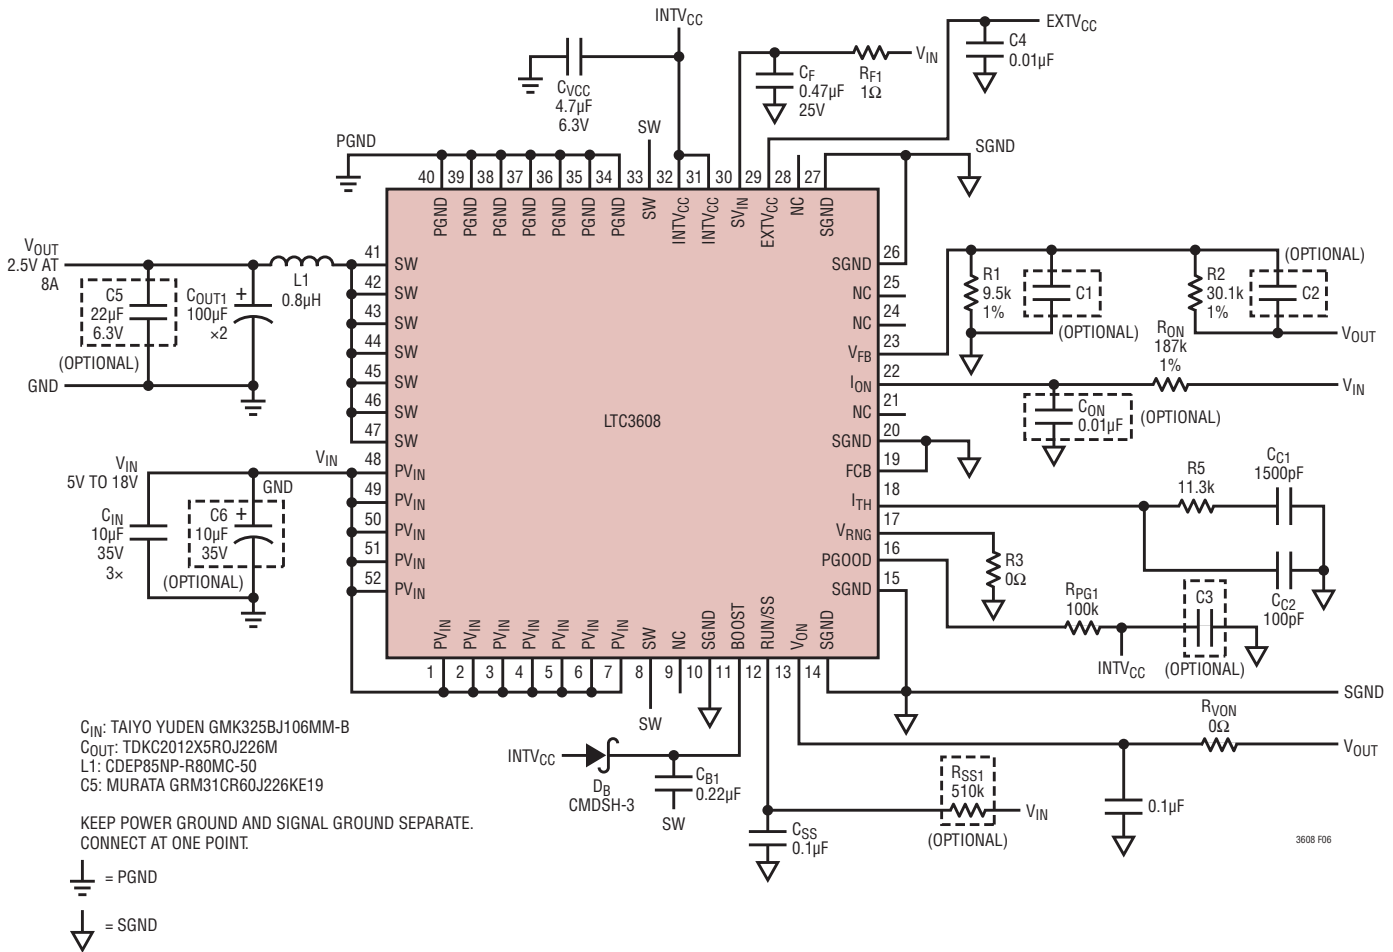 INTVCC
EXTVCC
C4
0.01µF
CVCC
4.7µF
6.3V
CF
0.47µF
25V
RF1
1Ω
VIN
SW
PGND
SGND
40
39
38
37
36
35
34
33
32
31
30
29
28
27
PGND
PGND
PGND
PGND
PGND
PGND
PGND
SW
INTVCC
INTVCC
SVIN
EXTVCC
NC
SGND
VOUT
2.5V AT
8A
C5
22µF
6.3V
(OPTIONAL)
COUT1
100µF
×2
+
L1
0.8µH
GND
41
SW
42
SW
43
SW
44
SW
45
SW
46
SW
47
SW
48
PVIN
49
PVIN
50
PVIN
51
PVIN
52
PVIN
VIN
5V TO 18V
VIN
GND
CIN
10µF
35V
3×
C6
10µF
35V
+
(OPTIONAL)
LTC3608
26
SGND
25
NC
24
NC
23
VFB
22
ION
21
NC
20
SGND
19
FCB
18
ITH
17
VRNG
16
PGOOD
15
SGND
R1
9.5k
1%
C1
(OPTIONAL)
R2
30.1k
1%
(OPTIONAL)
C2
VOUT
RON
187k
1%
VIN
CON
0.01µF
(OPTIONAL)
R5
11.3k
CC1
1500pF
CC2
100pF
R3
0Ω
RPG1
100k
INTVCC
C3
(OPTIONAL)
SGND
PVIN
PVIN
PVIN
PVIN
PVIN
PVIN
PVIN
SW
NC
SGND
BOOST
RUN/SS
VON
SGND
1
2
3
4
5
6
7
8
9
10
11
12
13
14
SW
INTVCC
DB
CMDSH-3
CB1
0.22µF
SW
CSS
0.1µF
RSS1
510k
(OPTIONAL)
VIN
RVON
0Ω
VOUT
0.1µF
CIN: TAIYO YUDEN GMK325BJ106MM-B
COUT: TDKC2012X5ROJ226M
L1: CDEP85NP-R80MC-50
C5: MURATA GRM31CR60J226KE19
KEEP POWER GROUND AND SIGNAL GROUND SEPARATE.
CONNECT AT ONE POINT.
= PGND
= SGND
3608 F06